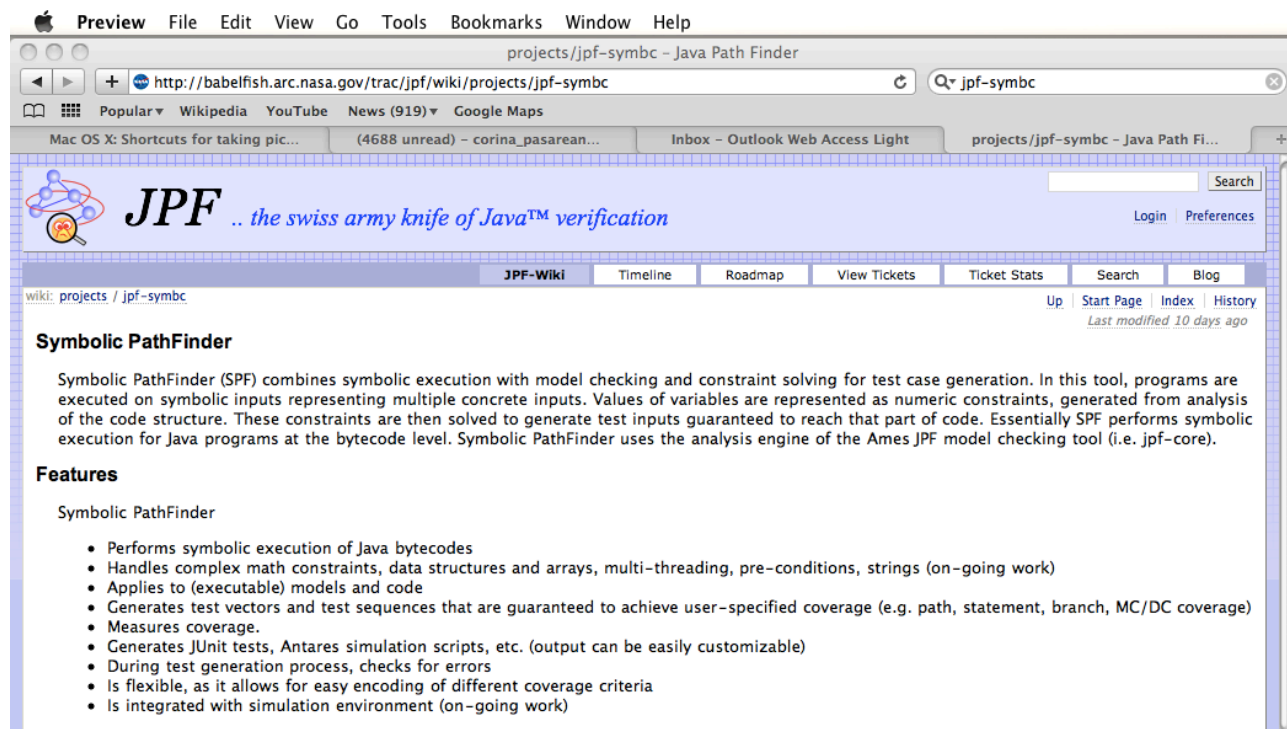 Preview File Edit View Go Tools Bookmarks Window Help
projects/jpf-symbc – Java Path Finder
http://babelfish.arc.nasa.gov/trac/jpf/wiki/projects/jpf-symbc jpf-symbc
Popular Wikipedia YouTube News (919) Google Maps
Mac OS X: Shortcuts for taking pic... (4688 unread) – corina_pasarean... Inbox – Outlook Web Access Light projects/jpf-symbc – Java Path Fi...
Search
JPF .. the swiss army knife of Java™ verification
Login Preferences
JPF-Wiki Timeline Roadmap View Tickets Ticket Stats Search Blog
wiki: projects / jpf-symbc Up Start Page Index History
Last modified 10 days ago
Symbolic PathFinder
Symbolic PathFinder (SPF) combines symbolic execution with model checking and constraint solving for test case generation. In this tool, programs are
executed on symbolic inputs representing multiple concrete inputs. Values of variables are represented as numeric constraints, generated from analysis
of the code structure. These constraints are then solved to generate test inputs guaranteed to reach that part of code. Essentially SPF performs symbolic
execution for Java programs at the bytecode level. Symbolic PathFinder uses the analysis engine of the Ames JPF model checking tool (i.e. jpf-core).
Features
Symbolic PathFinder
• Performs symbolic execution of Java bytecodes
• Handles complex math constraints, data structures and arrays, multi-threading, pre-conditions, strings (on-going work)
• Applies to (executable) models and code
• Generates test vectors and test sequences that are guaranteed to achieve user-specified coverage (e.g. path, statement, branch, MC/DC coverage)
• Measures coverage.
• Generates JUnit tests, Antares simulation scripts, etc. (output can be easily customizable)
• During test generation process, checks for errors
• Is flexible, as it allows for easy encoding of different coverage criteria
• Is integrated with simulation environment (on-going work)